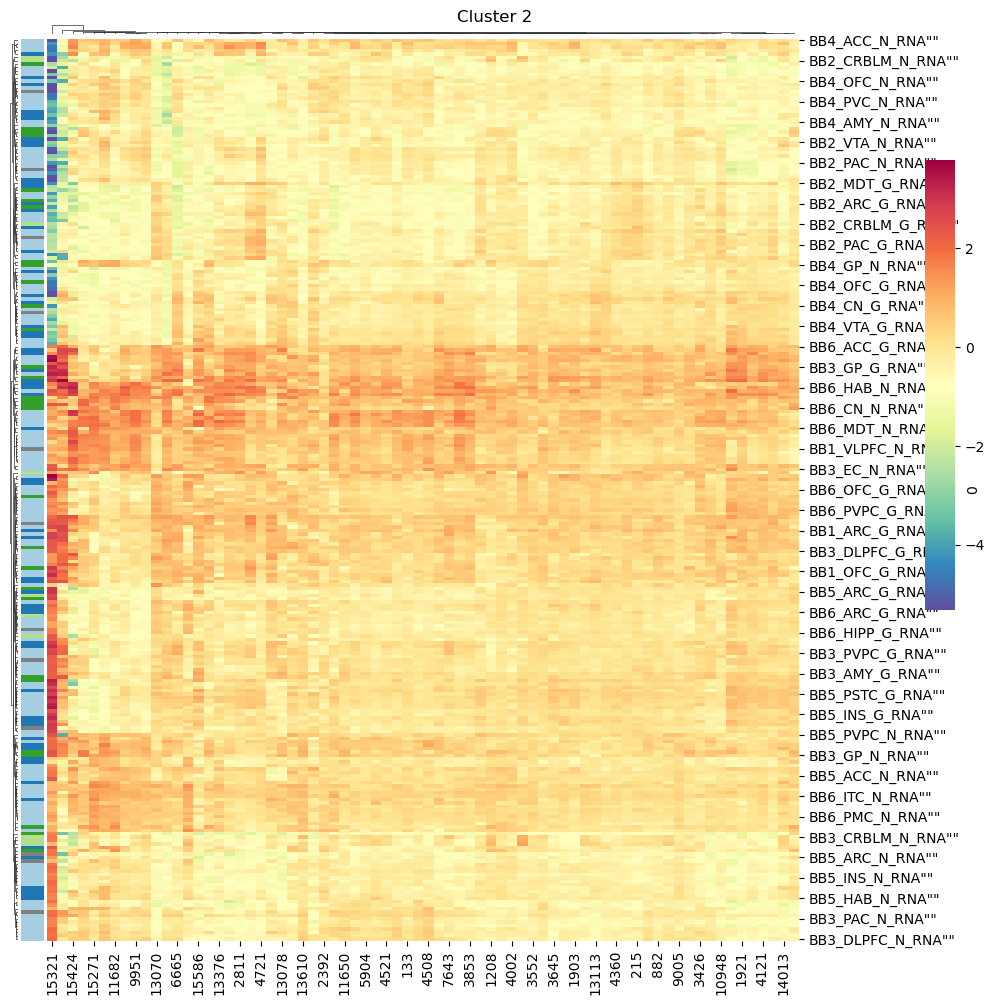 Cluster 2
BB4_ACC_N_RNA""
BB2_CRBLM_N_RNA""
BB4_OFC_N_RNA""
BB4_PVC_N_RNA""
BB4_AMY_N_RNA""
BB2_VTA_N_RNA""
BB2_PAC_N_RNA""
BB2_MDT_G_RNA
BB2_ARC_G_RNA
BB2_CRBLM_G_R
BB2_PAC_G_RNA
BB4_GP_N_RNA"
BB4_OFC_G_RNA
BB4_CN_G_RNA"
BB4_VTA_G_RNA
BB6_ACC_G_RNA
BB3_GP_G_RNA"
BB6_HAB_N_RNA
BB6_CN_N_RNA"
BB6_MDT_N_RNA
BB1_VLPFC_N_RN
BB3_EC_N_RNA"
BB6_OFC_G_RNA
BB6_PVPC_G_RNA
BB1_ARC_G_RNA
BB3_DLPFC_G_RI
BB1_OFC_G_RNA
BB5_ARC_G_RNA
BB6_ARC_G_RNA""
BB6_HIPP_G_RNA""
BB3_PVPC_G_RNA""
BB3_AMY_G_RNA""
BB5_PSTC_G_RNA""
BB5_INS_G_RNA""
BB5_PVPC_N_RNA""
BB3_GP_N_RNA""
BB5_ACC_N_RNA""
BB6_ITC_N_RNA""
BB6_PMC_N_RNA""
BB3_CRBLM_N_RNA""
BB5_ARC_N_RNA""
BB5_INS_N_RNA""
BB5_HAB_N_RNA""
BB3_PAC_N_RNA""
BB3_DLPFC_N_RNA""
2
0
−2
−4
0
15321
15424
15271
11682
9951
13070
6665
15586
13376
2811
4721
13078
13610
2392
11650
5904
4521
133
4508
7643
3853
1208
4002
3552
3645
1903
13113
4360
215
882
9005
3426
10948
1921
4121
14013